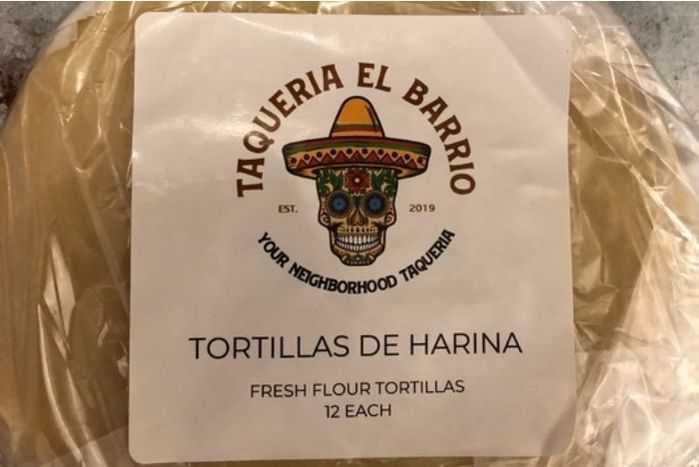 TAQUERIA EL BARRIO
EST. 2019
YOUR NEIGHBORHOOD TAQUERIA
TORTILLAS DE HARINA
FRESH FLOUR TORTILLAS
12 EACH